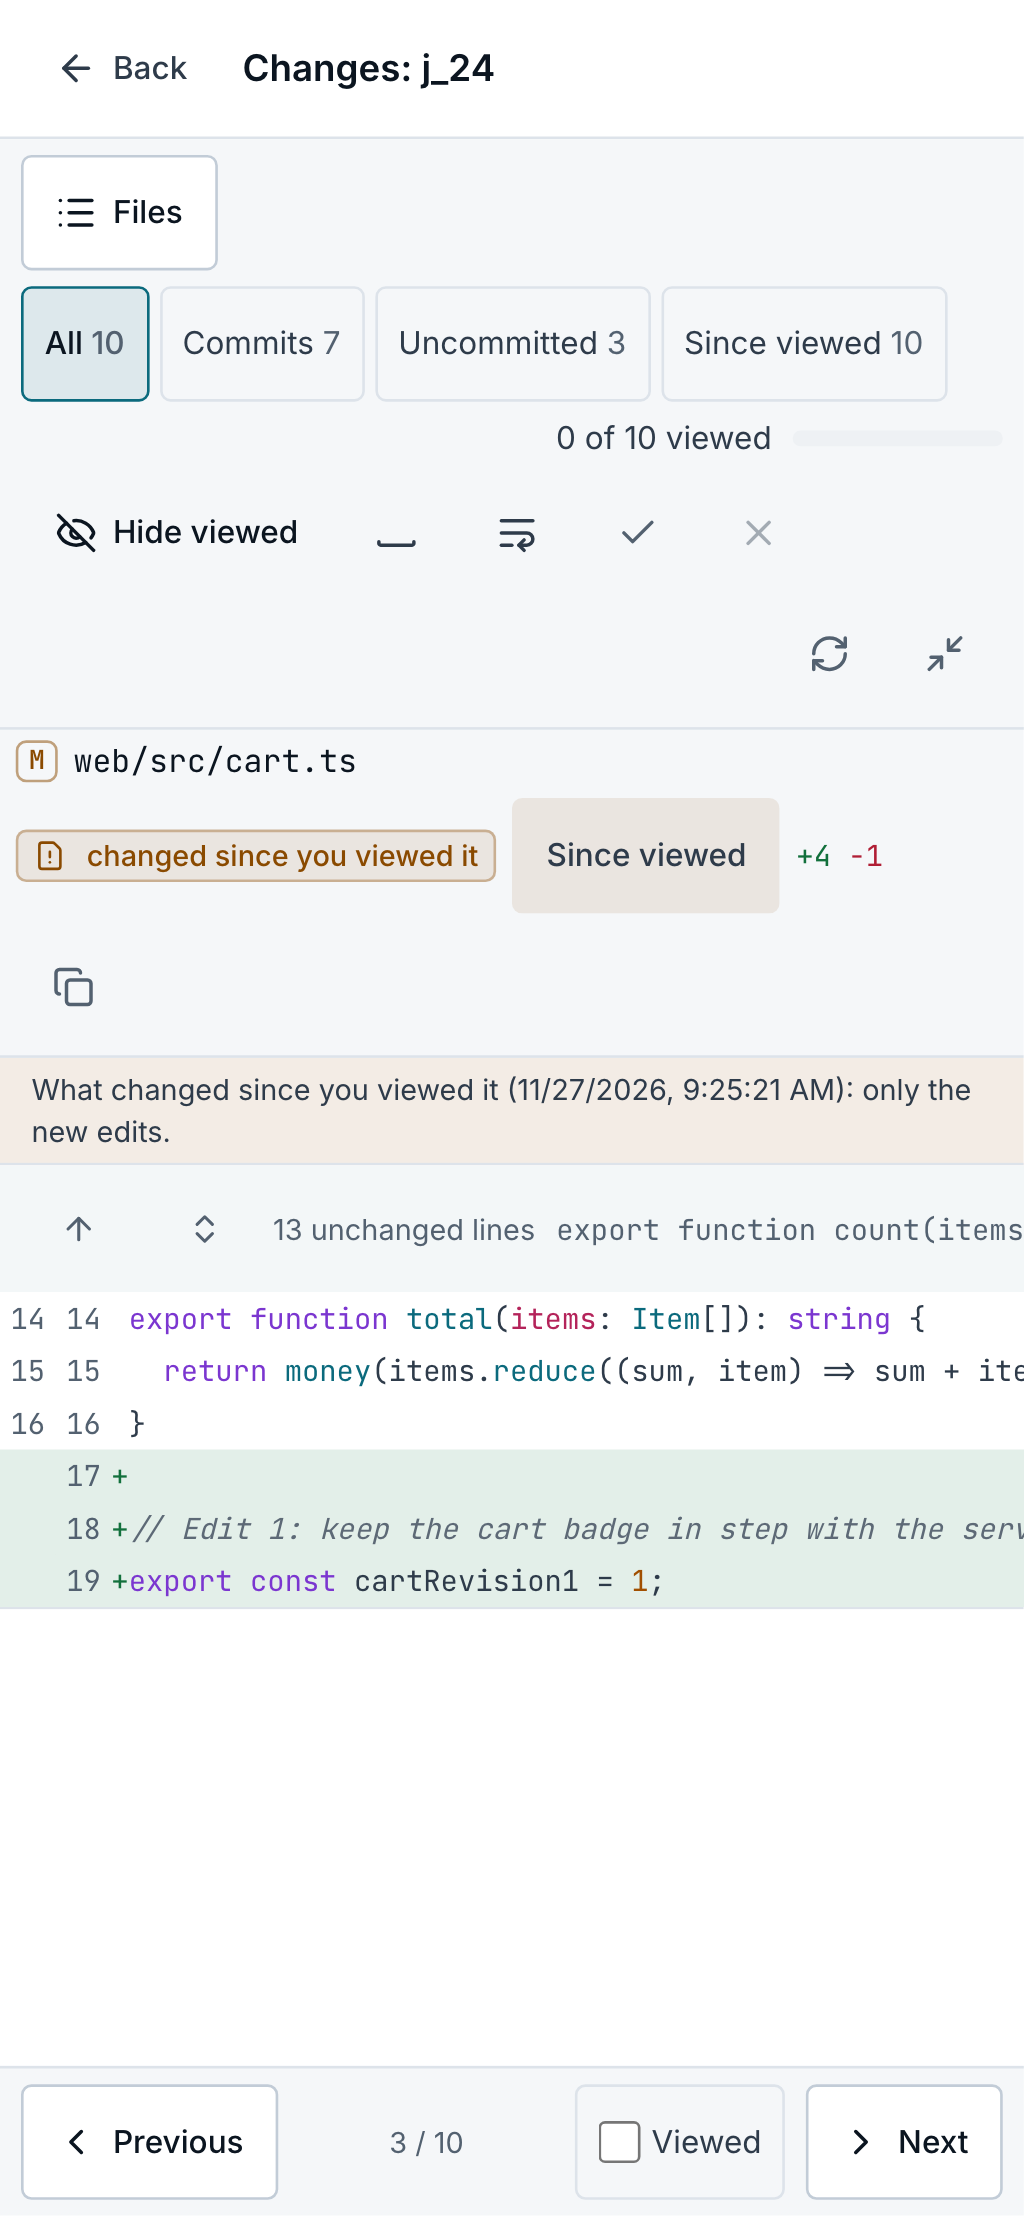 Back Changes: j_24
Files
All 10 Commits 7 Uncommitted 3 Since viewed 10
0 of 10 viewed
Hide viewed
M web/src/cart.ts
changed since you viewed it Since viewed +4 -1
What changed since you viewed it (11/27/2026, 9:25:21 AM): only the
new edits.
13 unchanged lines export function count(items
14 14 export function total(items: Item[]): string {
15 15 return money(items.reduce((sum, item) => sum + ite
16 16 }
17 +
18 +// Edit 1: keep the cart badge in step with the serv
19 +export const cartRevision1 = 1;
Previous 3 / 10 Viewed Next